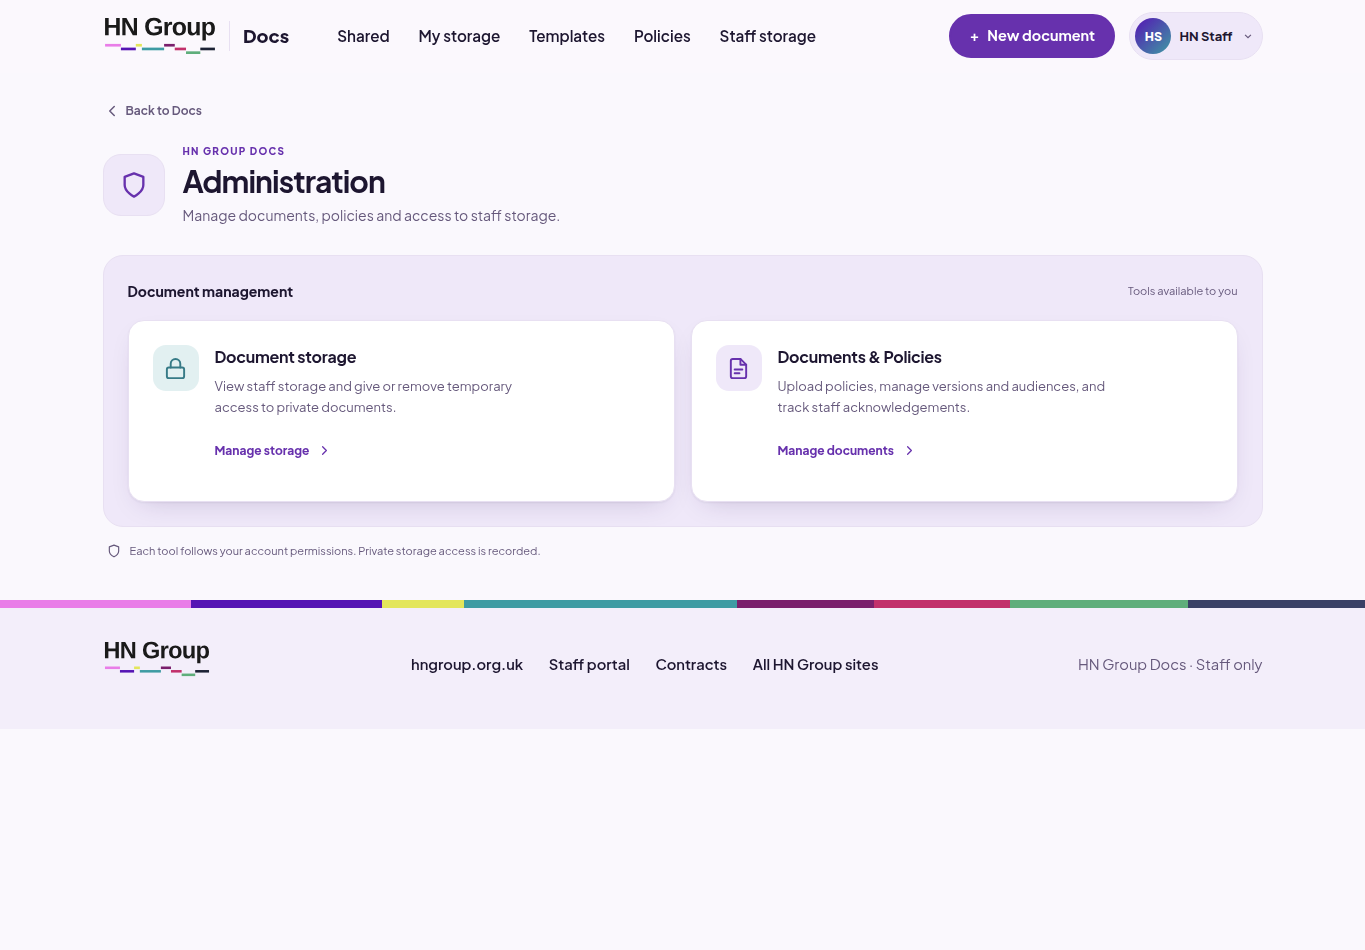 HN Group
Docs
Shared
My storage
Templates
Policies
Staff storage
+ New document
HS
HN Staff
Back to Docs
HN GROUP DOCS
Administration
Manage documents, policies and access to staff storage.
Document management
Tools available to you
Document storage
View staff storage and give or remove temporary
access to private documents.
Manage storage
Documents & Policies
Upload policies, manage versions and audiences, and
track staff acknowledgements.
Manage documents
Each tool follows your account permissions. Private storage access is recorded.
HN Group
hngroup.org.uk
Staff portal
Contracts
All HN Group sites
HN Group Docs · Staff only